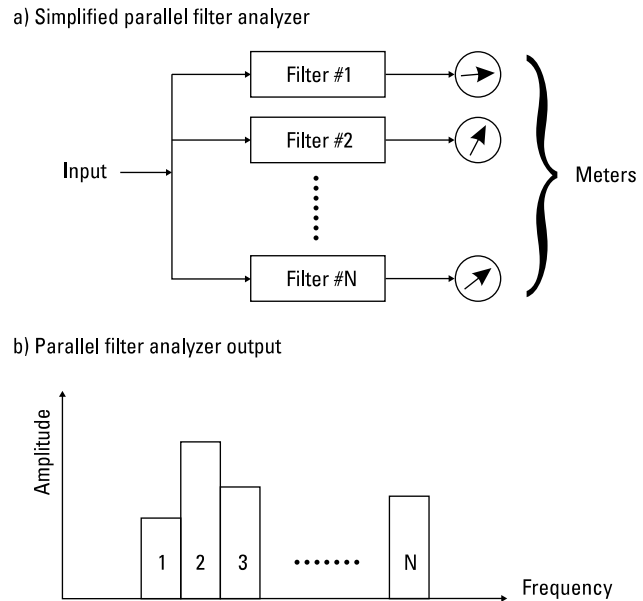 a) Simplified parallel filter analyzer
Filter #1
Filter #2
Input
Meters
Filter #N
b) Parallel filter analyzer output
Amplitude
1 2 3 N
Frequency